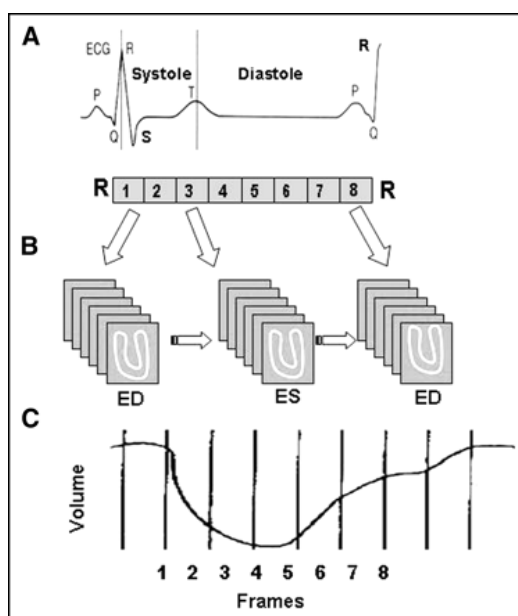 A
ECG R R
Systole Diastole
P T P
Q S Q
R 1 2 3 4 5 6 7 8 R
B
ED ES ED
C
Volume
1 2 3 4 5 6 7 8
Frames